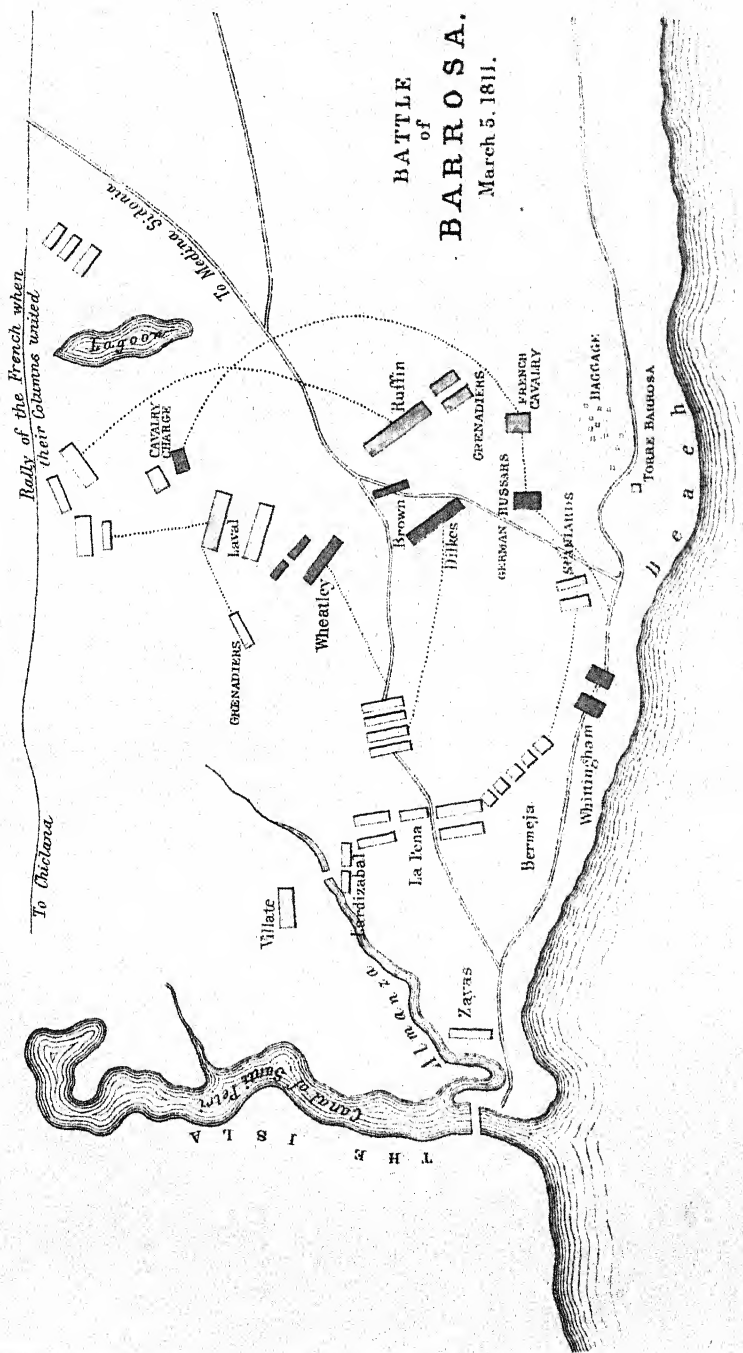 BATTLE
of
BARROSA.
March 5. 1811.
Rally of the French when
their Columns united
To Chiclana
To Medina Sidonia
Lagoon
CAVALRY
CHARGE
Ruffin
GRENADIERS
FRENCH
CAVALRY
BAGGAGE
TORRE BARROSA
Beach
Laval
GRENADIERS
Wheatley
Brown
Dilkes
GERMAN HUSSARS
SPANIARDS
Whittingham
Bermeja
La Pena
Lardizabal
Villate
Almanza
Zayas
Canal of Santi Petri
THE ISLA